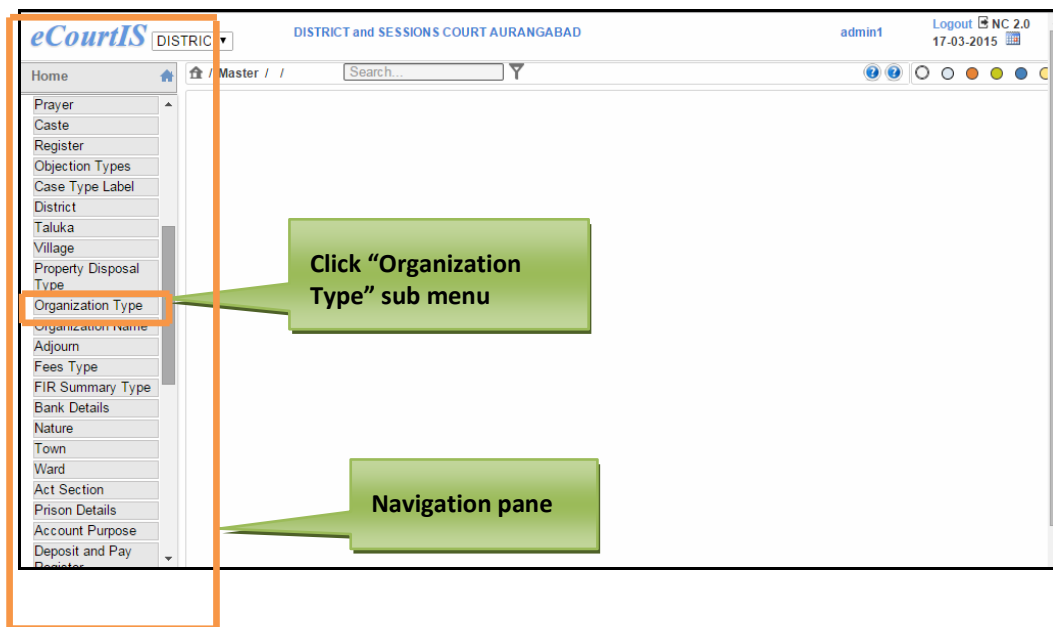 eCourtIS DISTRIC
DISTRICT and SESSIONS COURT AURANGABAD
admin1
Logout NC 2.0
17-03-2015
Home
/ Master / /
Search...
Prayer
Caste
Register
Objection Types
Case Type Label
District
Taluka
Village
Property Disposal
Type
Organization Type
Organization Name
Adjourn
Fees Type
FIR Summary Type
Bank Details
Nature
Town
Ward
Act Section
Prison Details
Account Purpose
Deposit and Pay
Register
Click “Organization
Type” sub menu
Navigation pane